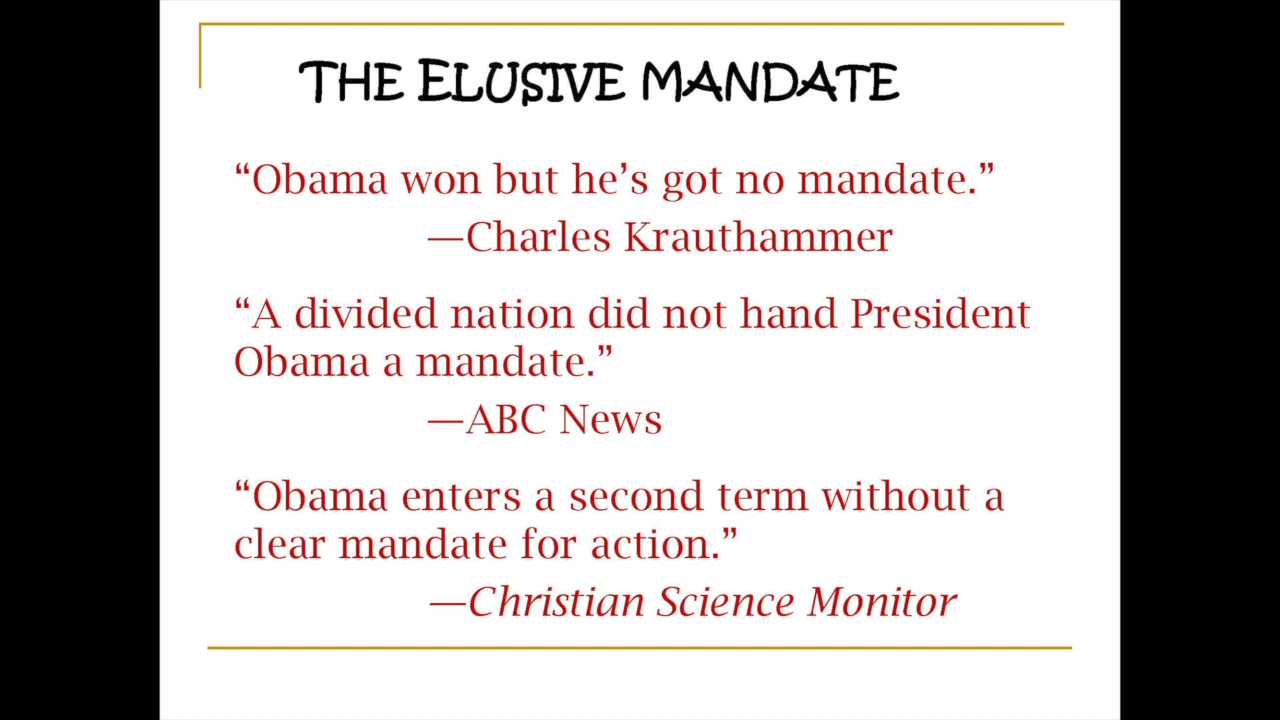 THE ELUSIVE MANDATE
“Obama won but he’s got no mandate.”
—Charles Krauthammer
“A divided nation did not hand President
Obama a mandate.”
—ABC News
“Obama enters a second term without a
clear mandate for action.”
—Christian Science Monitor